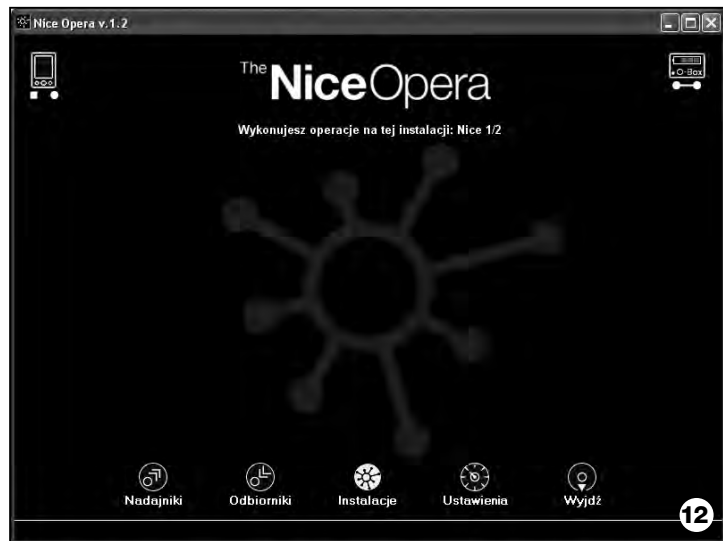 Nice Opera v.1.2
O-Box
The NiceOpera
Wykonujesz operacje na tej instalacji: Nice 1/2
Nadajniki Odbiorniki Instalacje Ustawienia Wyjdź
12